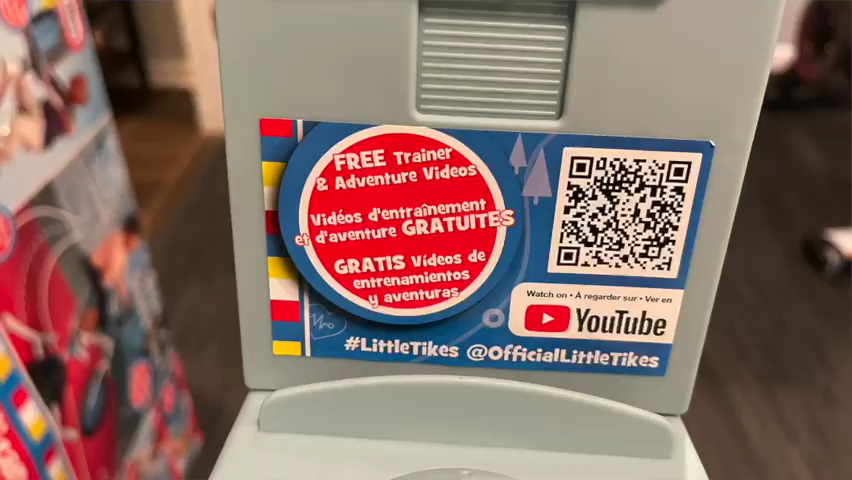 FREE Trainer
& Adventure Videos
Vidéos d'entraînement
et d'aventure GRATUITES
GRATIS Vídeos de
entrenamientos
y aventuras
Watch on • À regarder sur • Ver en
YouTube
#LittleTikes @OfficialLittleTikes